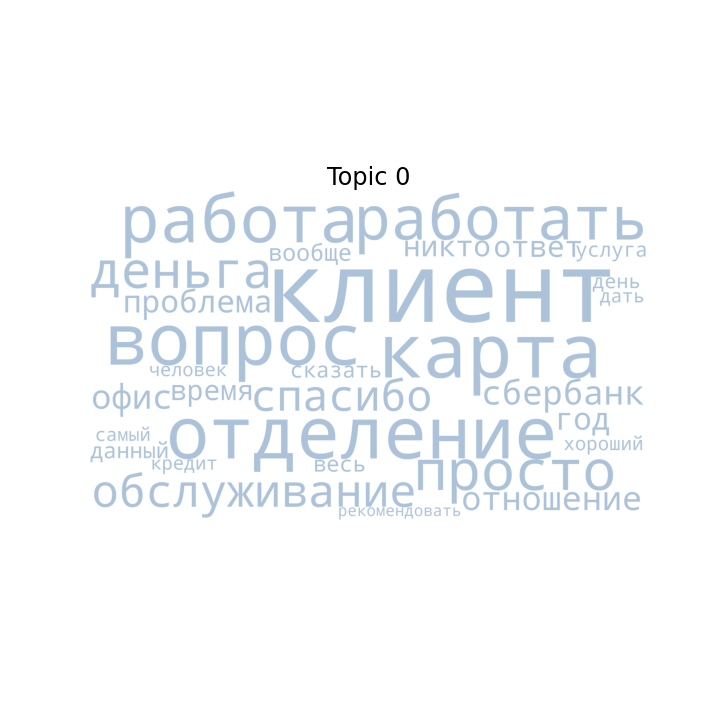 Topic 0
работа работать
вообще никто ответ услуга
деньга клиент день
проблема дать
вопрос карта
человек сказать
офис время спасибо сбербанк
самый отделение год
данный хороший
кредит весь просто
обслуживание отношение
рекомендовать